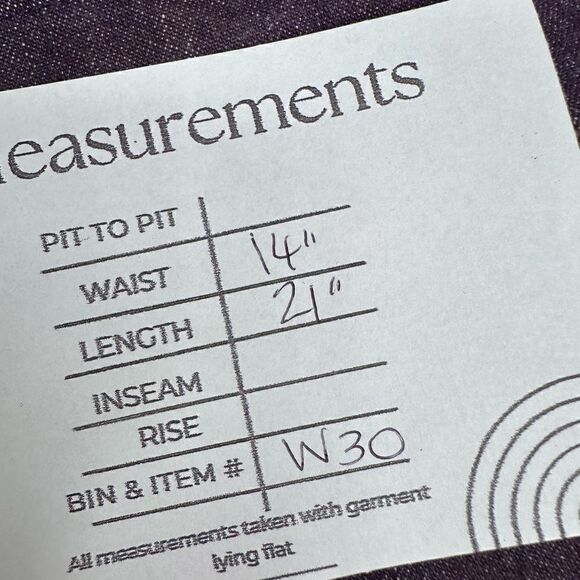 easurements
PIT TO PIT
WAIST 14"
LENGTH 21"
INSEAM
RISE
BIN & ITEM # W30
All measurements taken with garment
lying flat